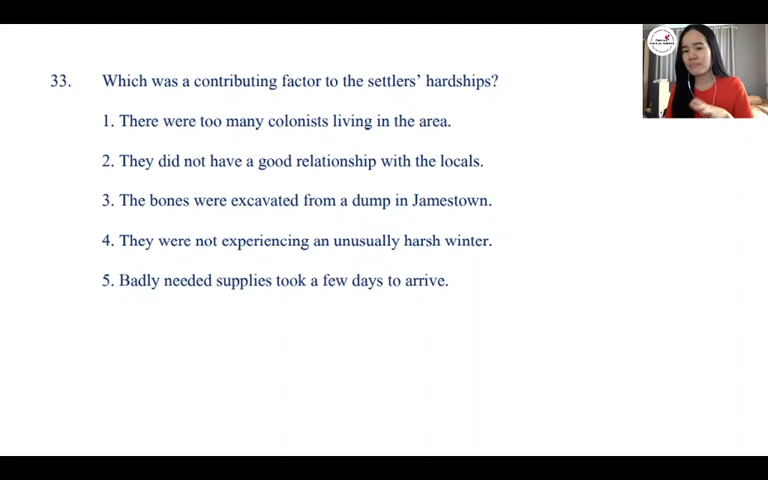 33. Which was a contributing factor to the settlers’ hardships?
1. There were too many colonists living in the area.
2. They did not have a good relationship with the locals.
3. The bones were excavated from a dump in Jamestown.
4. They were not experiencing an unusually harsh winter.
5. Badly needed supplies took a few days to arrive.